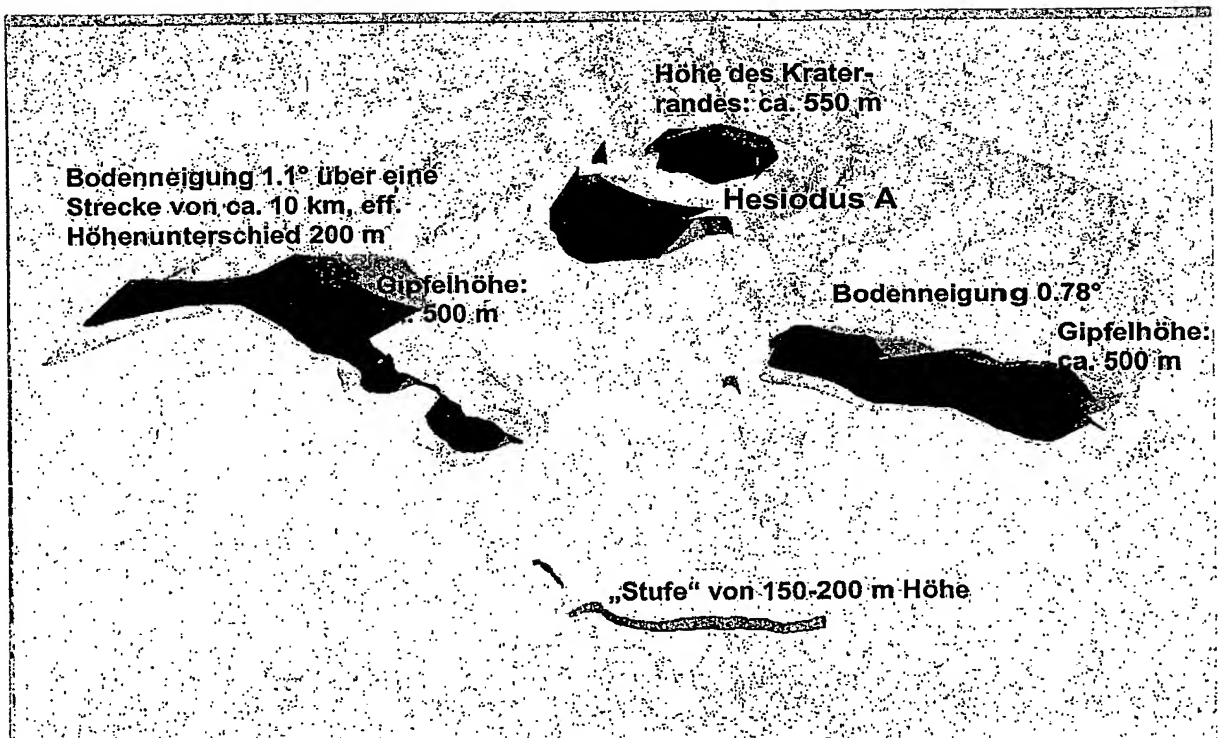 Höhe des Krater-
randes: ca. 550 m
Bodenneigung 1.1° über eine
Strecke von ca. 10 km, eff.
Höhenunterschied 200 m
Hesiodus A
Gipfelhöhe:
. 500 m
Bodenneigung 0.78°
Gipfelhöhe:
ca. 500 m
„Stufe“ von 150-200 m Höhe